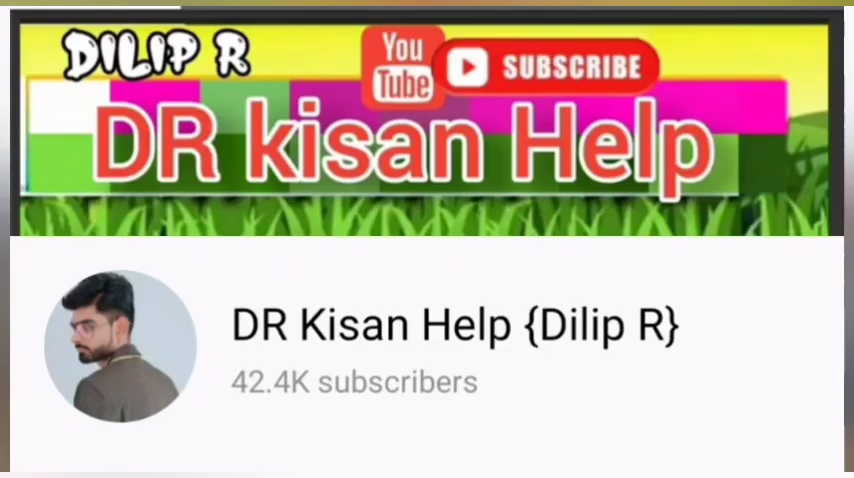 DILIP R
You
Tube
SUBSCRIBE
DR kisan Help
DR Kisan Help {Dilip R}
42.4K subscribers